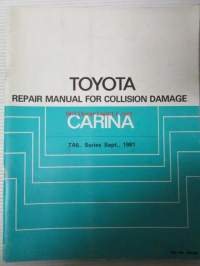 TOYOTA
REPAIR MANUAL FOR COLLISION DAMAGE
CARINA
TA6_ Series Sept., 1981